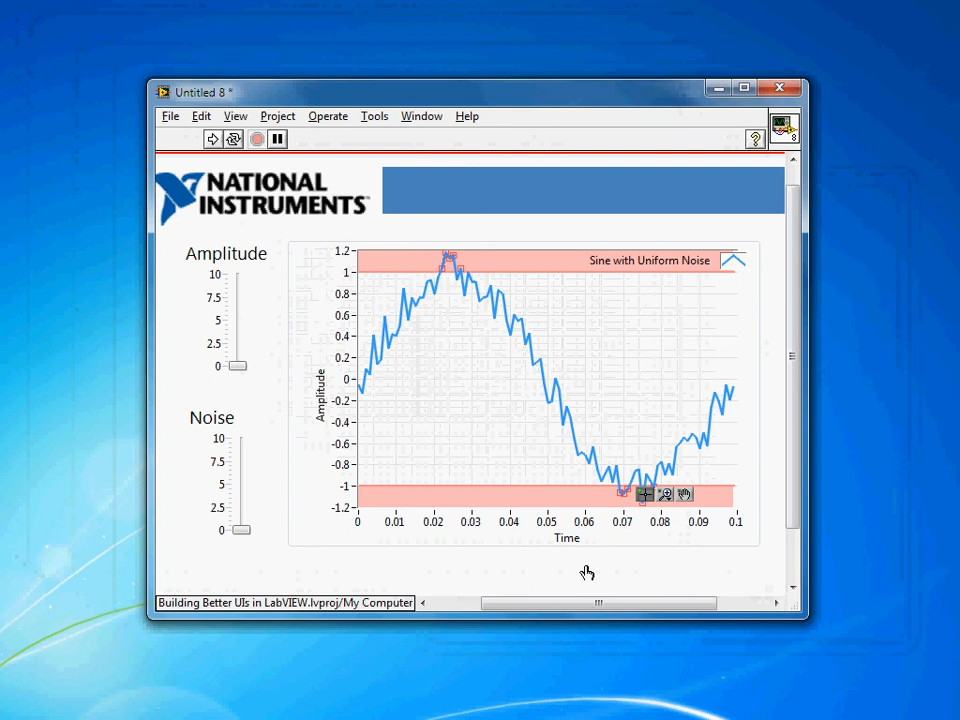 Untitled 8 *
File Edit View Project Operate Tools Window Help
?
8
NATIONAL
INSTRUMENTS™
Amplitude
10
7.5
5
2.5
0
Noise
10
7.5
5
2.5
0
Sine with Uniform Noise
Amplitude
1.2
1
0.8
0.6
0.4
0.2
0
-0.2
-0.4
-0.6
-0.8
-1
-1.2
0 0.01 0.02 0.03 0.04 0.05 0.06 0.07 0.08 0.09 0.1
Time
Building Better UIs in LabVIEW.lvproj/My Computer